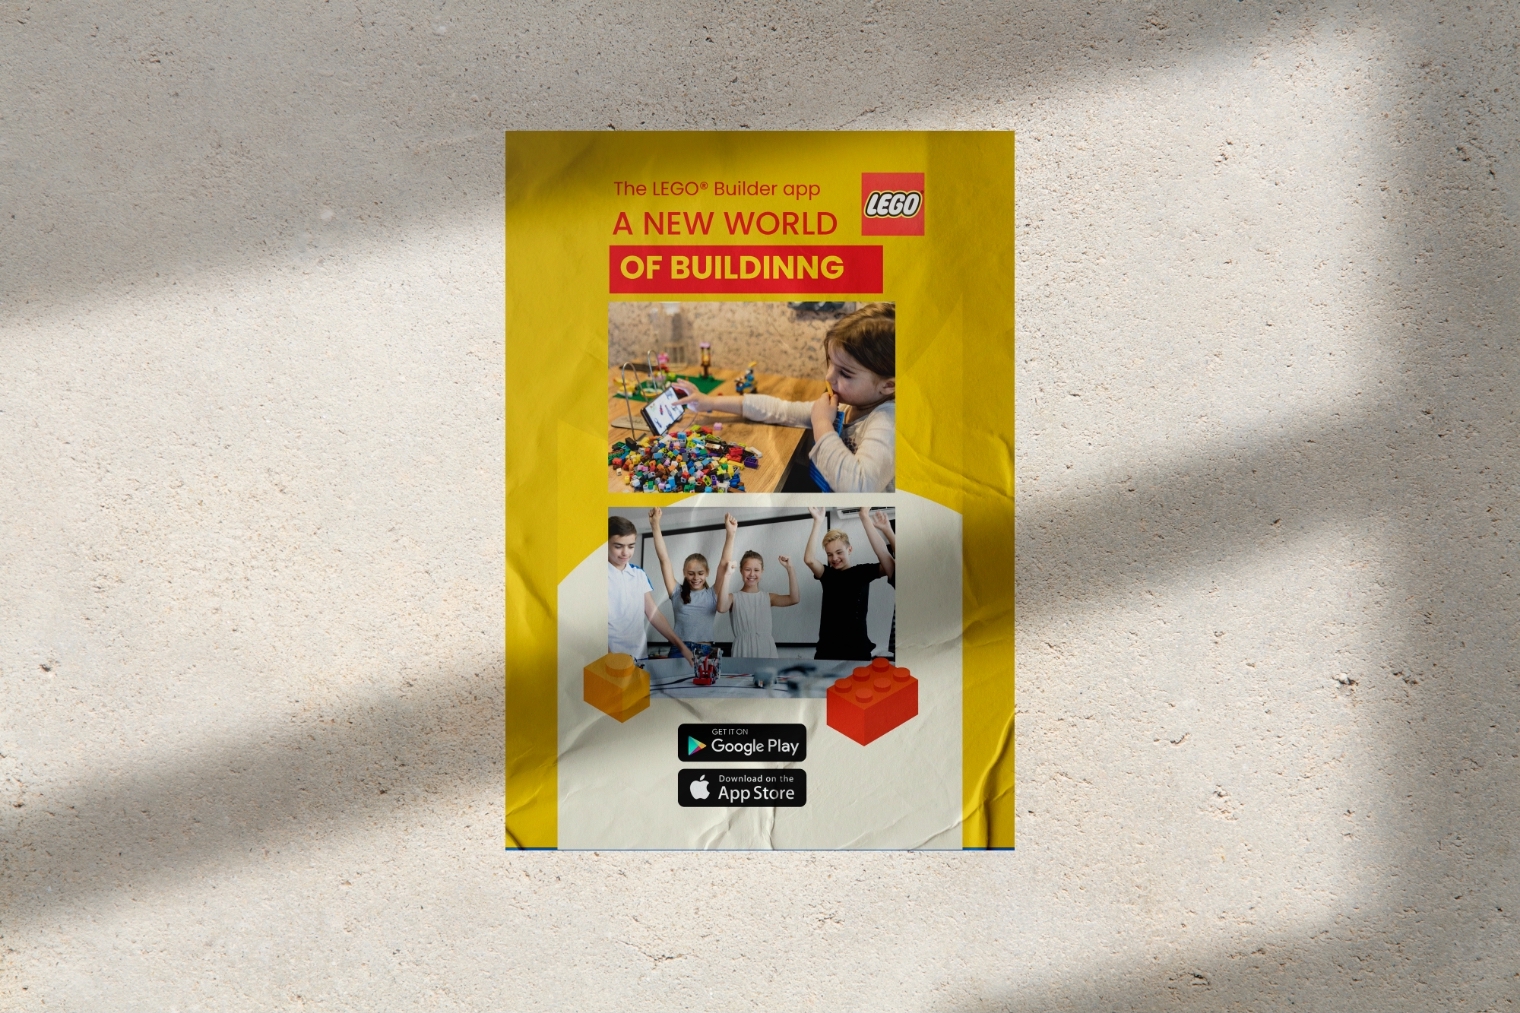 The LEGO® Builder app
A NEW WORLD
LEGO
OF BUILDINNG
GET IT ON
Google Play
Download on the
App Store